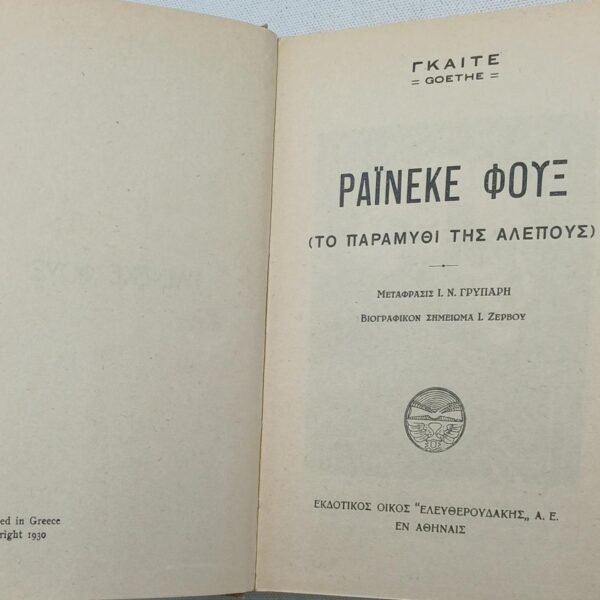 ΓΚΑΙΤΕ
= GOETHE =
ΡΑΪΝΕΚΕ ΦΟΥΞ
(ΤΟ ΠΑΡΑΜΥΘΙ ΤΗΣ ΑΛΕΠΟΥΣ)
ΜΕΤΑΦΡΑΣΙΣ Ι. Ν. ΓΡΥΠΑΡΗ
ΒΙΟΓΡΑΦΙΚΟΝ ΣΗΜΕΙΩΜΑ Ι. ΖΕΡΒΟΥ
ΕΚΔΟΤΙΚΟΣ ΟΙΚΟΣ "ΕΛΕΥΘΕΡΟΥΔΑΚΗΣ„ Α. Ε.
ΕΝ ΑΘΗΝΑΙΣ
ed in Greece
right 1930